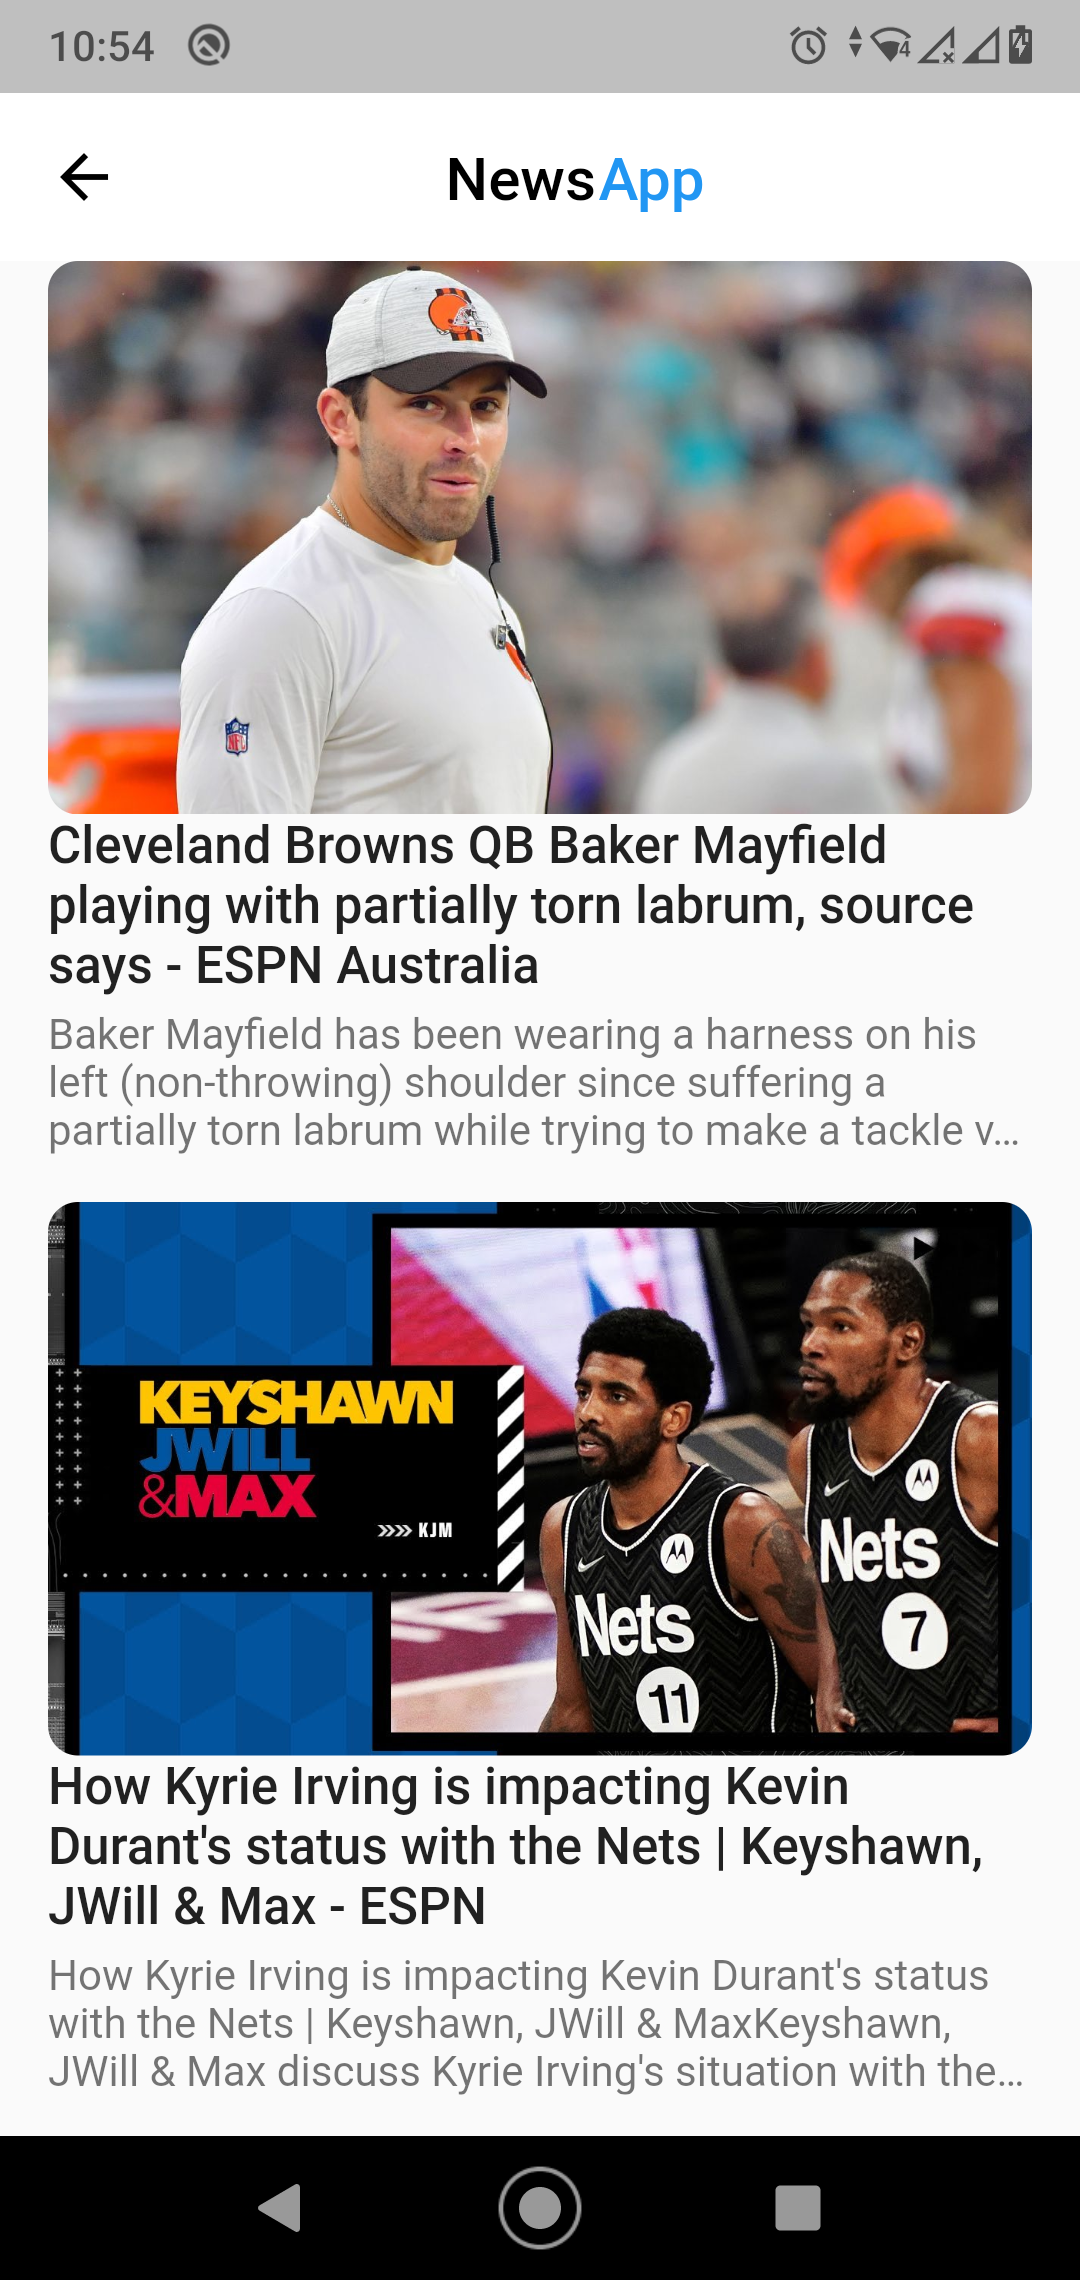 10:54
4
NewsApp
NFL
Cleveland Browns QB Baker Mayfield
playing with partially torn labrum, source
says - ESPN Australia
Baker Mayfield has been wearing a harness on his
left (non-throwing) shoulder since suffering a
partially torn labrum while trying to make a tackle v…
KEYSHAWN
JWILL
&MAX
»»» KJM
Nets
7
Nets
11
How Kyrie Irving is impacting Kevin
Durant's status with the Nets | Keyshawn,
JWill & Max - ESPN
How Kyrie Irving is impacting Kevin Durant's status
with the Nets | Keyshawn, JWill & MaxKeyshawn,
JWill & Max discuss Kyrie Irving's situation with the…